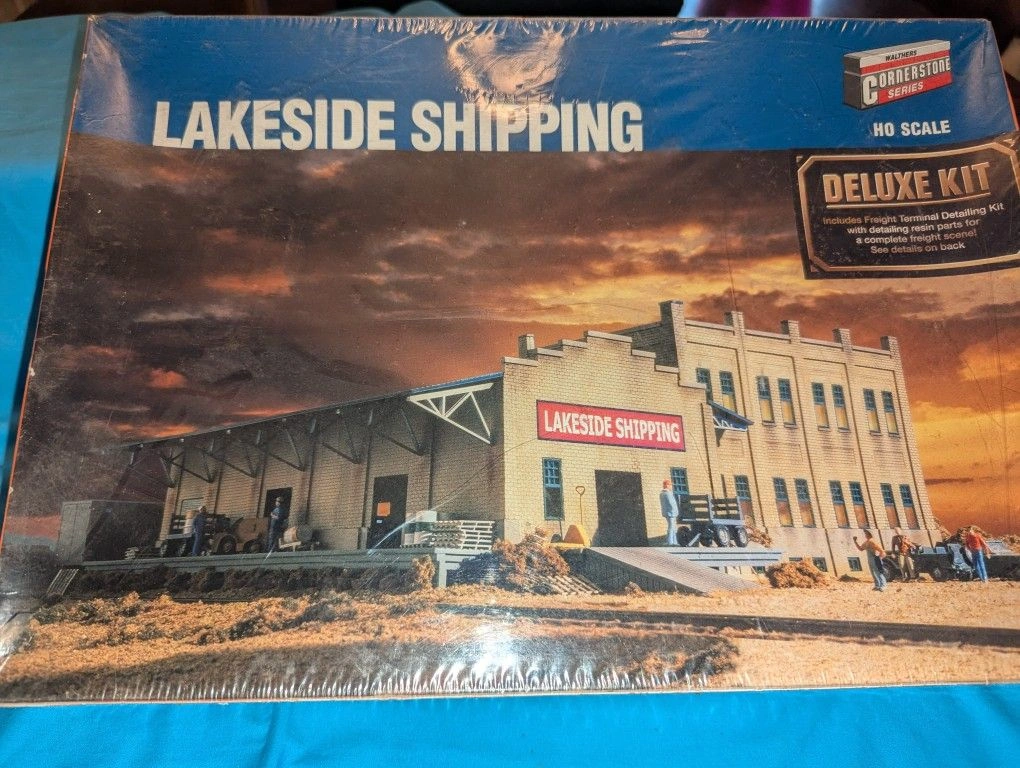 LAKESIDE SHIPPING
WALTHERS
CORNERSTONE
SERIES
HO SCALE
DELUXE KIT
Includes Freight Terminal Detailing Kit
with detailing resin parts for
a complete freight scene!
See details on back
LAKESIDE SHIPPING